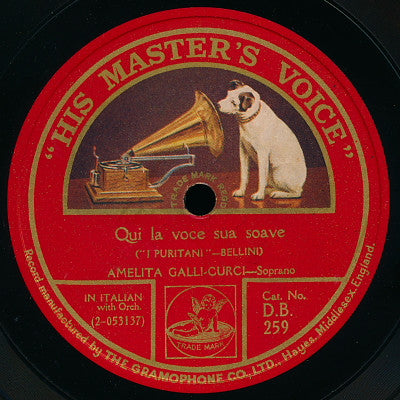 "HIS MASTER'S VOICE"
TRADE MARK
Qui la voce sua soave
("I PURITANI"—BELLINI)
AMELITA GALLI-CURCI—Soprano
IN ITALIAN
with Orch.
(2-053137)
TRADE MARK
Cat. No.
D.B.
259
Record manufactured by THE GRAMOPHONE CO., LTD., Hayes, Middlesex, England.